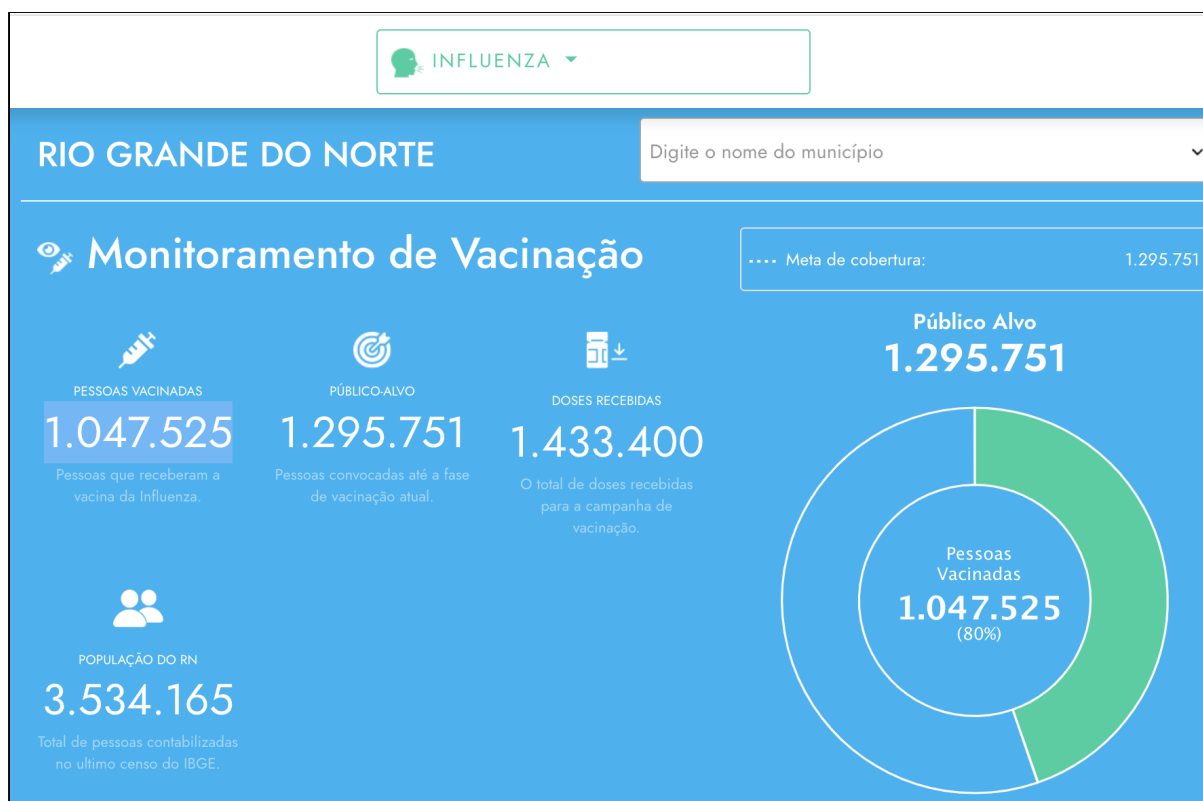 INFLUENZA
RIO GRANDE DO NORTE
Digite o nome do município
Monitoramento de Vacinação
Meta de cobertura: 1.295.751
PESSOAS VACINADAS
1.047.525
Pessoas que receberam a
vacina da Influenza.
PÚBLICO-ALVO
1.295.751
Pessoas convocadas até a fase
de vacinação atual.
DOSES RECEBIDAS
1.433.400
O total de doses recebidas
para a campanha de
vacinação.
POPULAÇÃO DO RN
3.534.165
Total de pessoas contabilizadas
no ultimo censo do IBGE.
Público Alvo
1.295.751
Pessoas
Vacinadas
1.047.525
(80%)